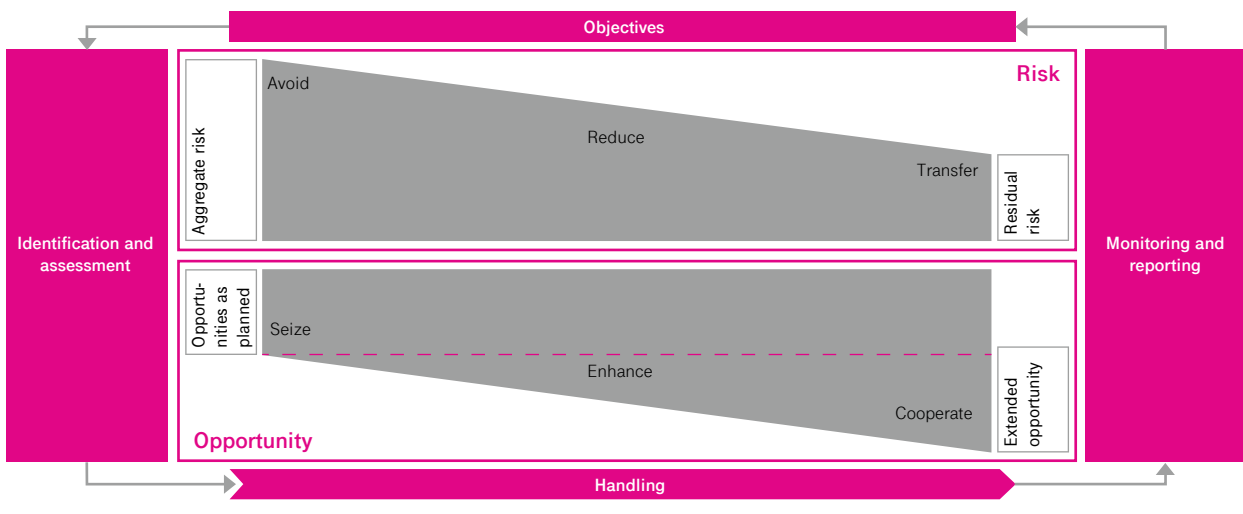 Objectives
Identification and
assessment
Risk
Aggregate risk
Avoid
Reduce
Transfer
Residual
risk
Opportu-
nities as
planned
Seize
Enhance
Cooperate
Extended
opportunity
Opportunity
Monitoring and
reporting
Handling